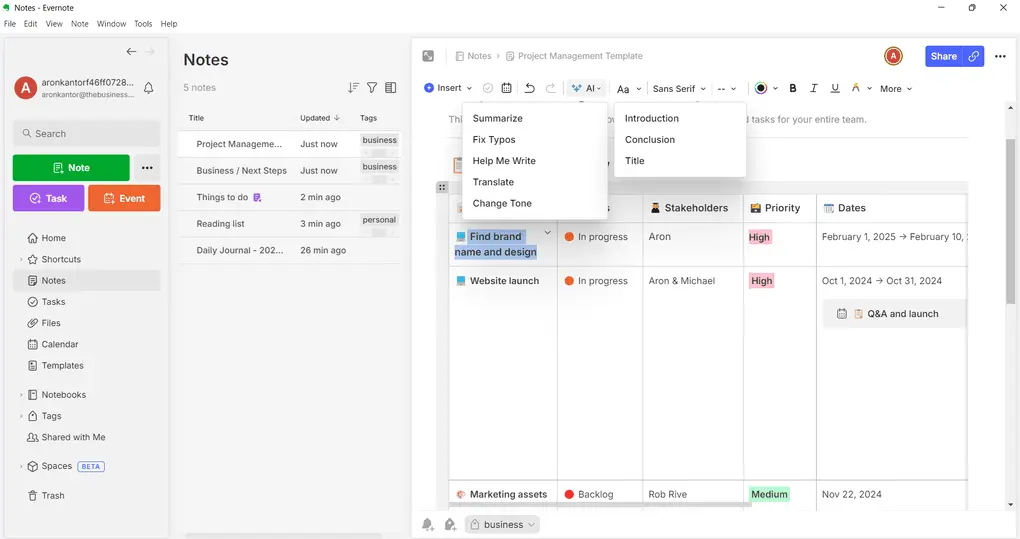 Notes - Evernote
File Edit View Note Window Tools Help
aronkantorf46ff0728...
aronkantor@thebusiness...
Search
Note
Task
Event
Home
Shortcuts
Notes
Tasks
Files
Calendar
Templates
Notebooks
Tags
Shared with Me
Spaces BETA
Trash
Notes
5 notes
Title Updated Tags
Project Manageme... Just now business
Business / Next Steps Just now business
Things to do 2 min ago
Reading list 3 min ago personal
Daily Journal - 202... 26 min ago
A
A
Notes > Project Management Template
Share
Insert AI Aa Sans Serif -- B I U A More
Summarize
Fix Typos
Help Me Write
Translate
Change Tone
Introduction
Conclusion
Title
d tasks for your entire team.
Stakeholders Priority Dates
Find brand
name and design
In progress Aron High February 1, 2025 → February 10,
Website launch In progress Aron & Michael High Oct 1, 2024 → Oct 31, 2024
Q&A and launch
Marketing assets Backlog Rob Rive Medium Nov 22, 2024
business